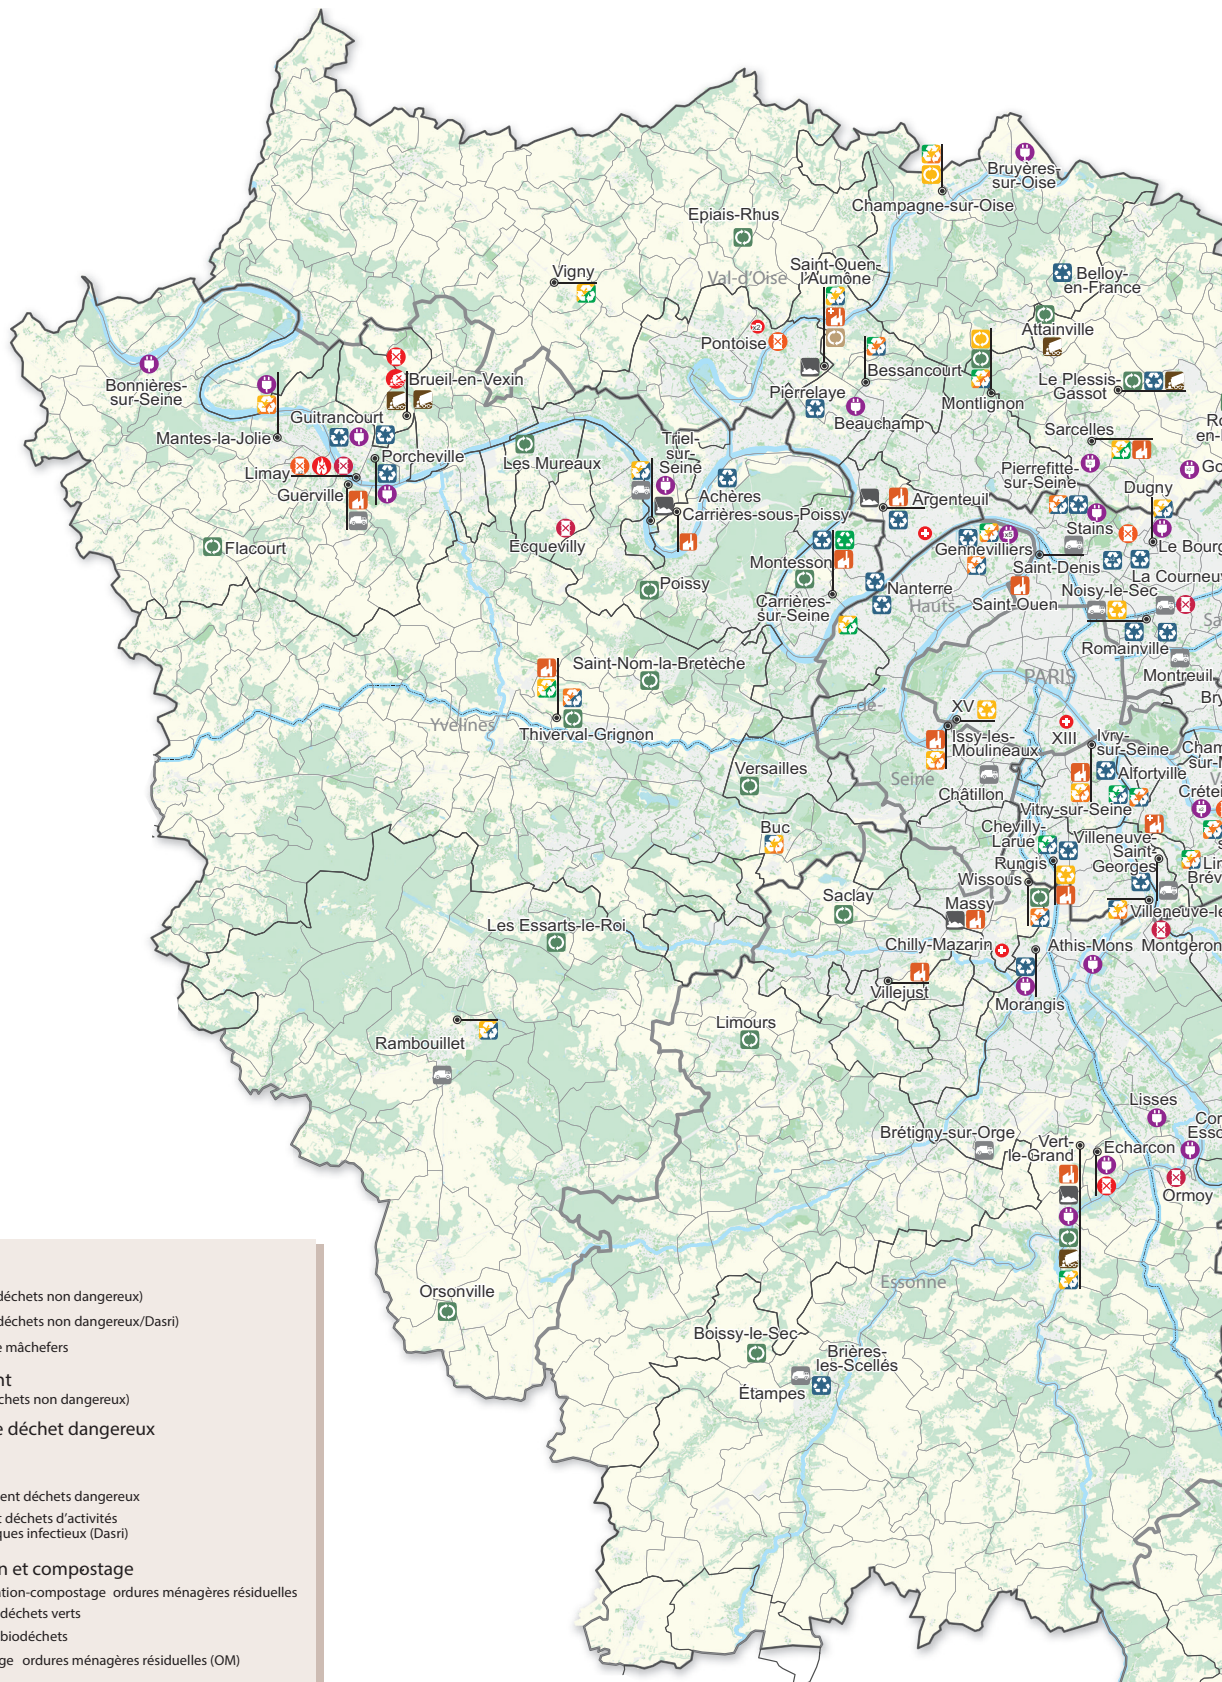 Bruyères-
sur-Oise
Champagne-sur-Oise
Epiais-Rhus
Vigny
Val-d'Oise
Saint-Ouen-
l'Aumône
Belloy-
en-France
Attainville
Pontoise
Bessancourt
Bonnières-
sur-Seine
Brueil-en-Vexin
Le Plessis-
Gassot
Pierrelaye
Montlignon
Beauchamp
Guitrancourt
Mantes-la-Jolie
Sarcelles
Triel-
sur-
Seine
Porcheville
Les Mureaux
Limay
Pierrefitte-
sur-Seine
Guerville
Achères
Dugny
Argenteuil
Carrières-sous-Poissy
Stains
Ecquevilly
Flacourt
Gennevilliers
Le Bourg
Montesson
Saint-Denis
La Courneuv
Poissy
Nanterre
Noisy-le-Sec
Carrières-
sur-Seine
Hauts-
Saint-Ouen
Romainville
Saint-Nom-la-Bretèche
PARIS
Montreuil
de-
XV
Yvelines
Thiverval-Grignon
XIII
Issy-les-
Moulineaux
Ivry-
sur-Seine
Versailles
Seine
Alfortville
Châtillon
Vitry-sur-Seine
Buc
Chevilly-
Larue
Villeneuve-
Saint-
Georges
Rungis
Wissous
Saclay
Massy
Villeneuve-le
Les Essarts-le-Roi
Chilly-Mazarin
Athis-Mons
Montgeron
Villejust
Morangis
Limours
Rambouillet
Lisses
Brétigny-sur-Orge
Vert-
le-Grand
Echarcon
Ormoy
Essonne
Orsonville
Boissy-le-Sec
Brières-
les-Scellés
Étampes
déchets non dangereux)
déchets non dangereux/Dasri)
e mâchefers
nt
chets non dangereux)
e déchet dangereux
ent déchets dangereux
t déchets d'activités
ques infectieux (Dasri)
n et compostage
ation-compostage ordures ménagères résiduelles
déchets verts
biodéchets
ge ordures ménagères résiduelles (OM)